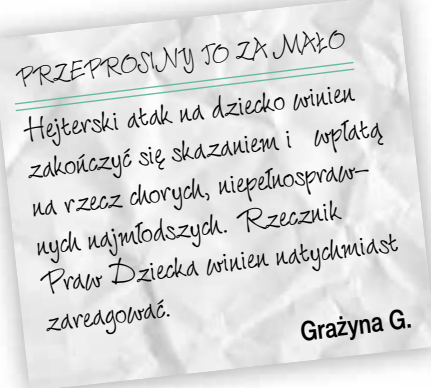 PRZEPROSINY TO ZA MAŁO
Hejterski atak na dziecko winien
zakończyć się skazaniem i wpłatą
na rzecz chorych, niepełnospraw-
nych najmłodszych. Rzecznik
Praw Dziecka winien natychmiast
zareagować.
Grażyna G.